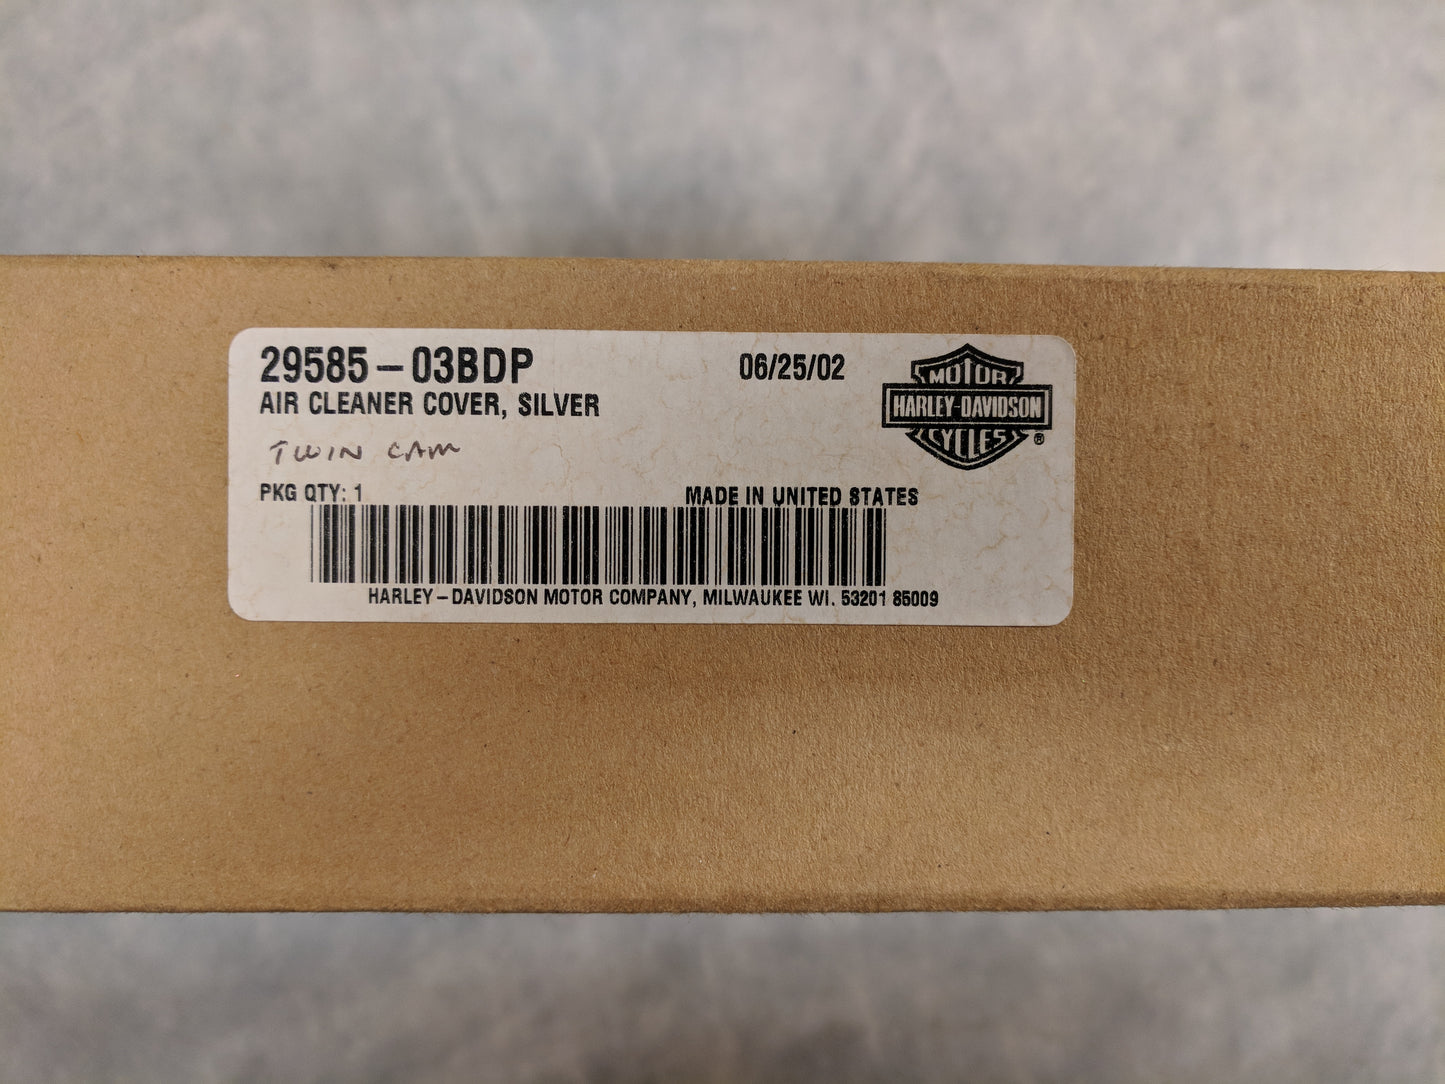 29585-03BDP 06/25/02
AIR CLEANER COVER, SILVER
TWIN CAM
PKG QTY: 1 MADE IN UNITED STATES
HARLEY-DAVIDSON MOTOR COMPANY, MILWAUKEE WI. 53201 85009
MOTOR
HARLEY-DAVIDSON
CYCLES
®